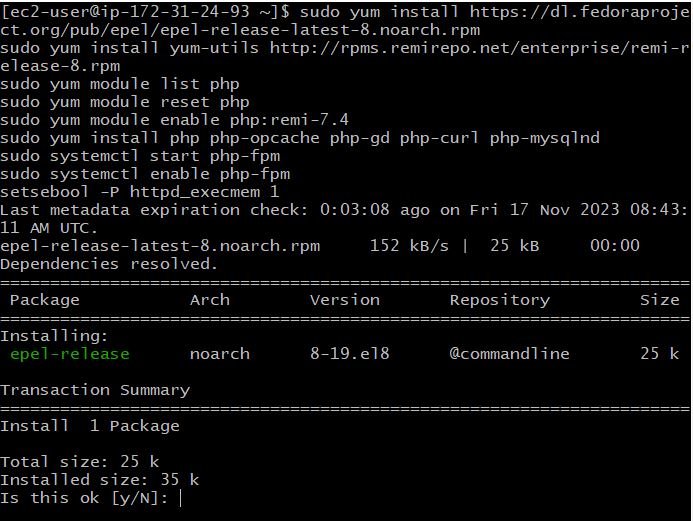 [ec2-user@ip-172-31-24-93 ~]$ sudo yum install https://dl.fedoraproje
ct.org/pub/epel/epel-release-latest-8.noarch.rpm
sudo yum install yum-utils http://rpms.remirepo.net/enterprise/remi-r
elease-8.rpm
sudo yum module list php
sudo yum module reset php
sudo yum module enable php:remi-7.4
sudo yum install php php-opcache php-gd php-curl php-mysqlnd
sudo systemctl start php-fpm
sudo systemctl enable php-fpm
setsebool -P httpd_execmem 1
Last metadata expiration check: 0:03:08 ago on Fri 17 Nov 2023 08:43:
11 AM UTC.
epel-release-latest-8.noarch.rpm     152 kB/s |  25 kB     00:00
Dependencies resolved.
=====================================================================
 Package           Arch        Version       Repository         Size
=====================================================================
Installing:
 epel-release      noarch      8-19.el8      @commandline       25 k

Transaction Summary
=====================================================================
Install  1 Package

Total size: 25 k
Installed size: 35 k
Is this ok [y/N]: